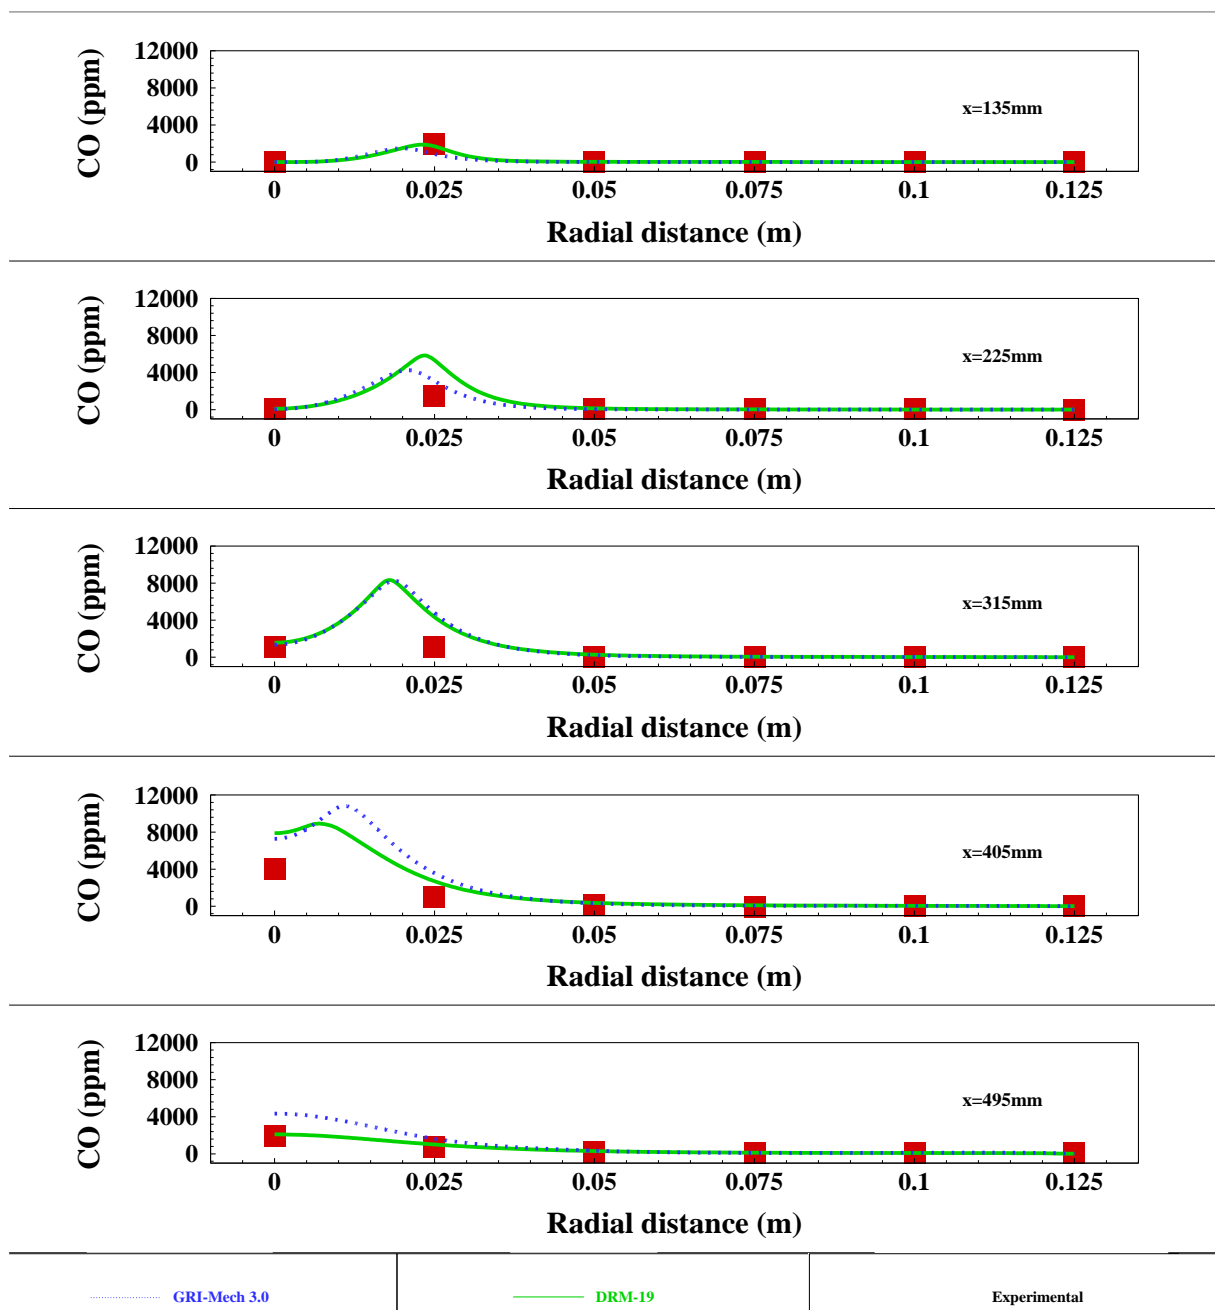 12000
8000
4000
0
CO (ppm)
x=135mm
0 0.025 0.05 0.075 0.1 0.125
Radial distance (m)
12000
8000
4000
0
CO (ppm)
x=225mm
0 0.025 0.05 0.075 0.1 0.125
Radial distance (m)
12000
8000
4000
0
CO (ppm)
x=315mm
0 0.025 0.05 0.075 0.1 0.125
Radial distance (m)
12000
8000
4000
0
CO (ppm)
x=405mm
0 0.025 0.05 0.075 0.1 0.125
Radial distance (m)
12000
8000
4000
0
CO (ppm)
x=495mm
0 0.025 0.05 0.075 0.1 0.125
Radial distance (m)
GRI-Mech 3.0 DRM-19 Experimental